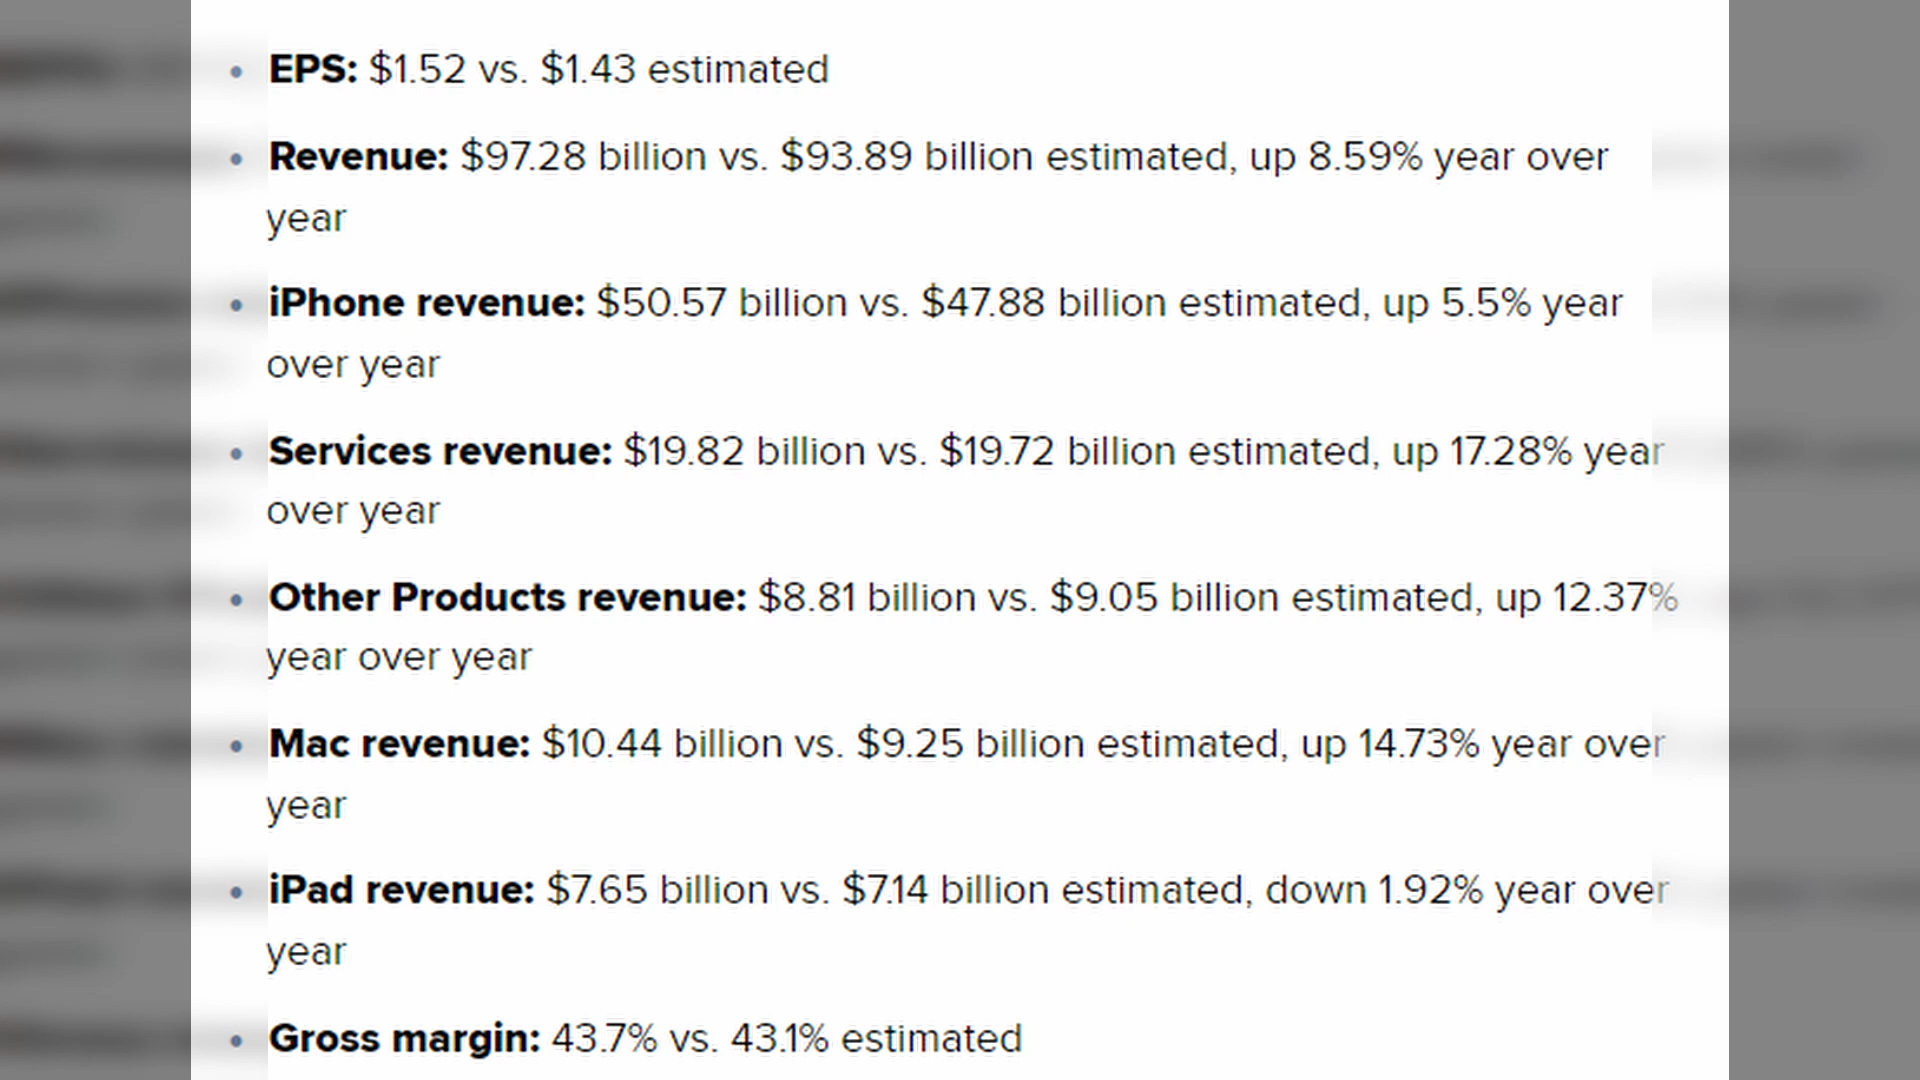 • EPS: $1.52 vs. $1.43 estimated
• Revenue: $97.28 billion vs. $93.89 billion estimated, up 8.59% year over
year
• iPhone revenue: $50.57 billion vs. $47.88 billion estimated, up 5.5% year
over year
• Services revenue: $19.82 billion vs. $19.72 billion estimated, up 17.28% year
over year
• Other Products revenue: $8.81 billion vs. $9.05 billion estimated, up 12.37%
year over year
• Mac revenue: $10.44 billion vs. $9.25 billion estimated, up 14.73% year over
year
• iPad revenue: $7.65 billion vs. $7.14 billion estimated, down 1.92% year over
year
• Gross margin: 43.7% vs. 43.1% estimated